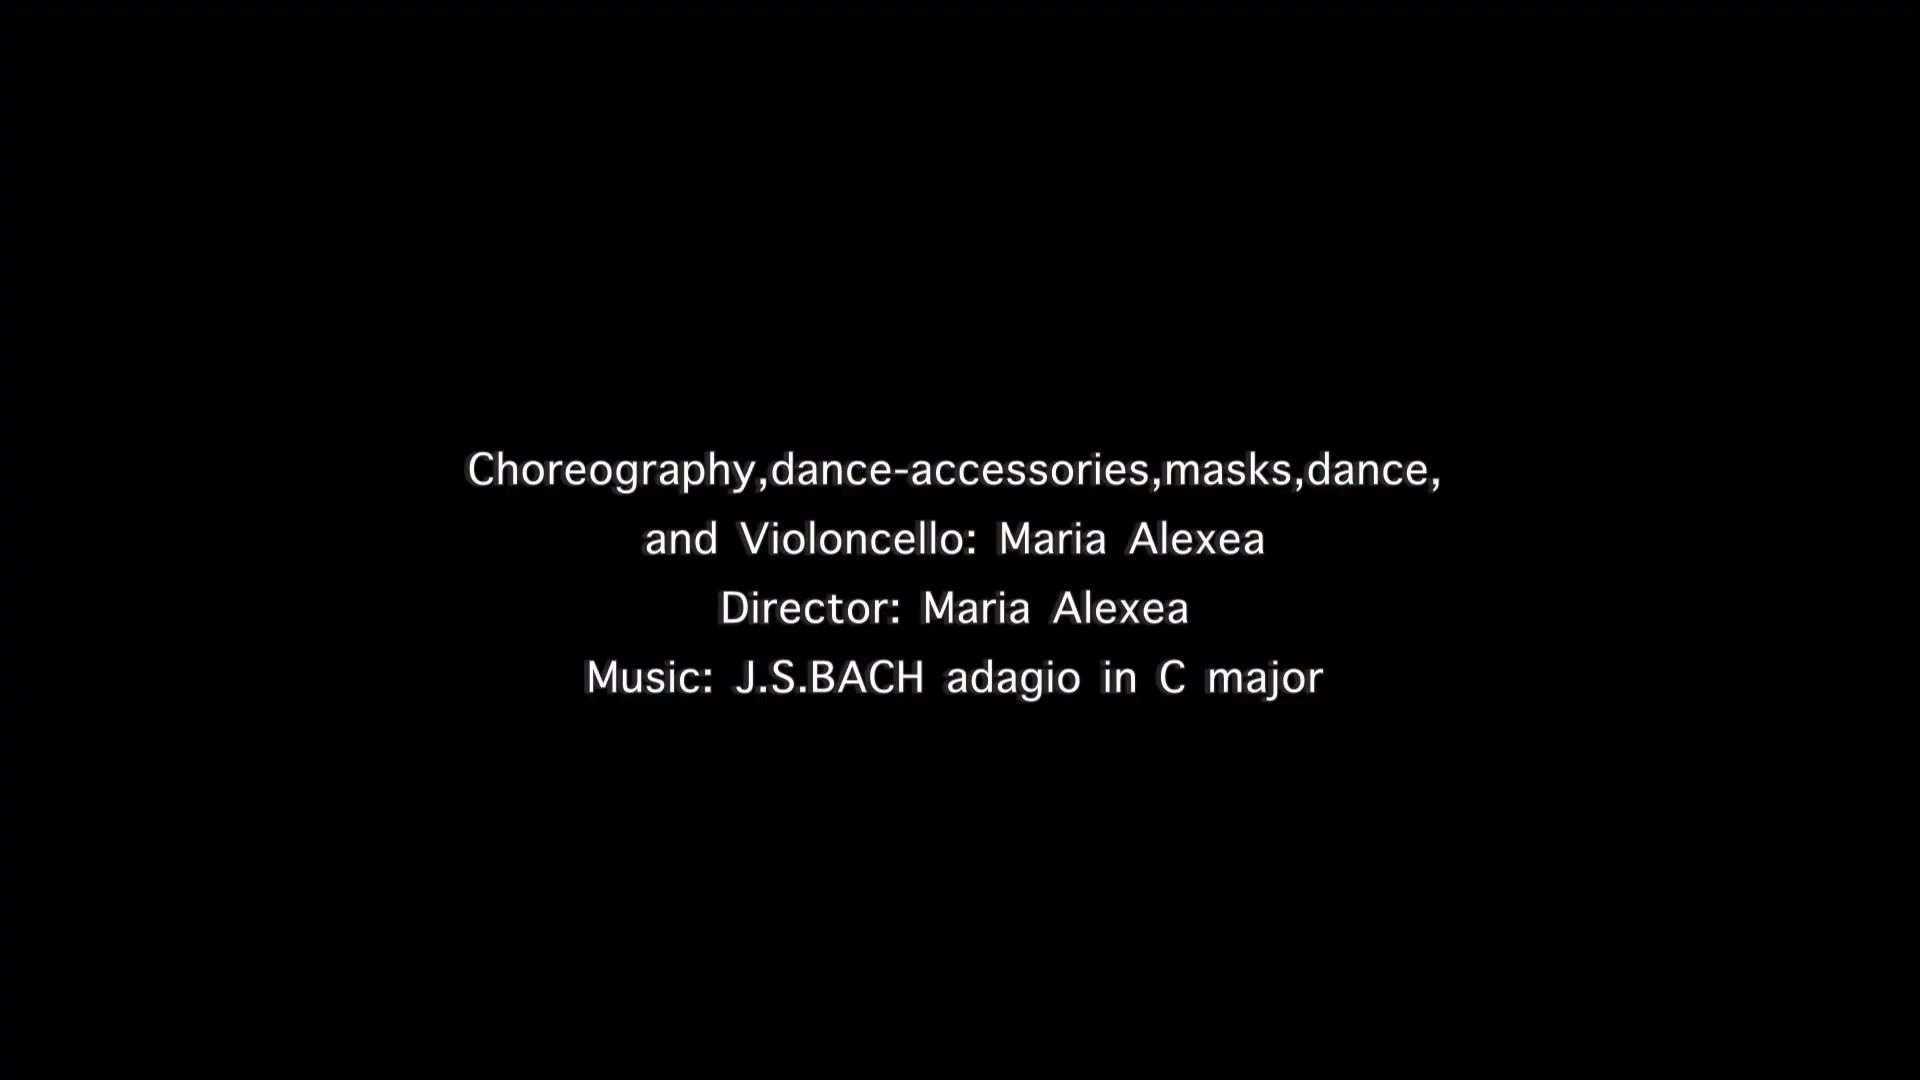 Choreography,dance-accessories,masks,dance,
and Violoncello: Maria Alexea
Director: Maria Alexea
Music: J.S.BACH adagio in C major